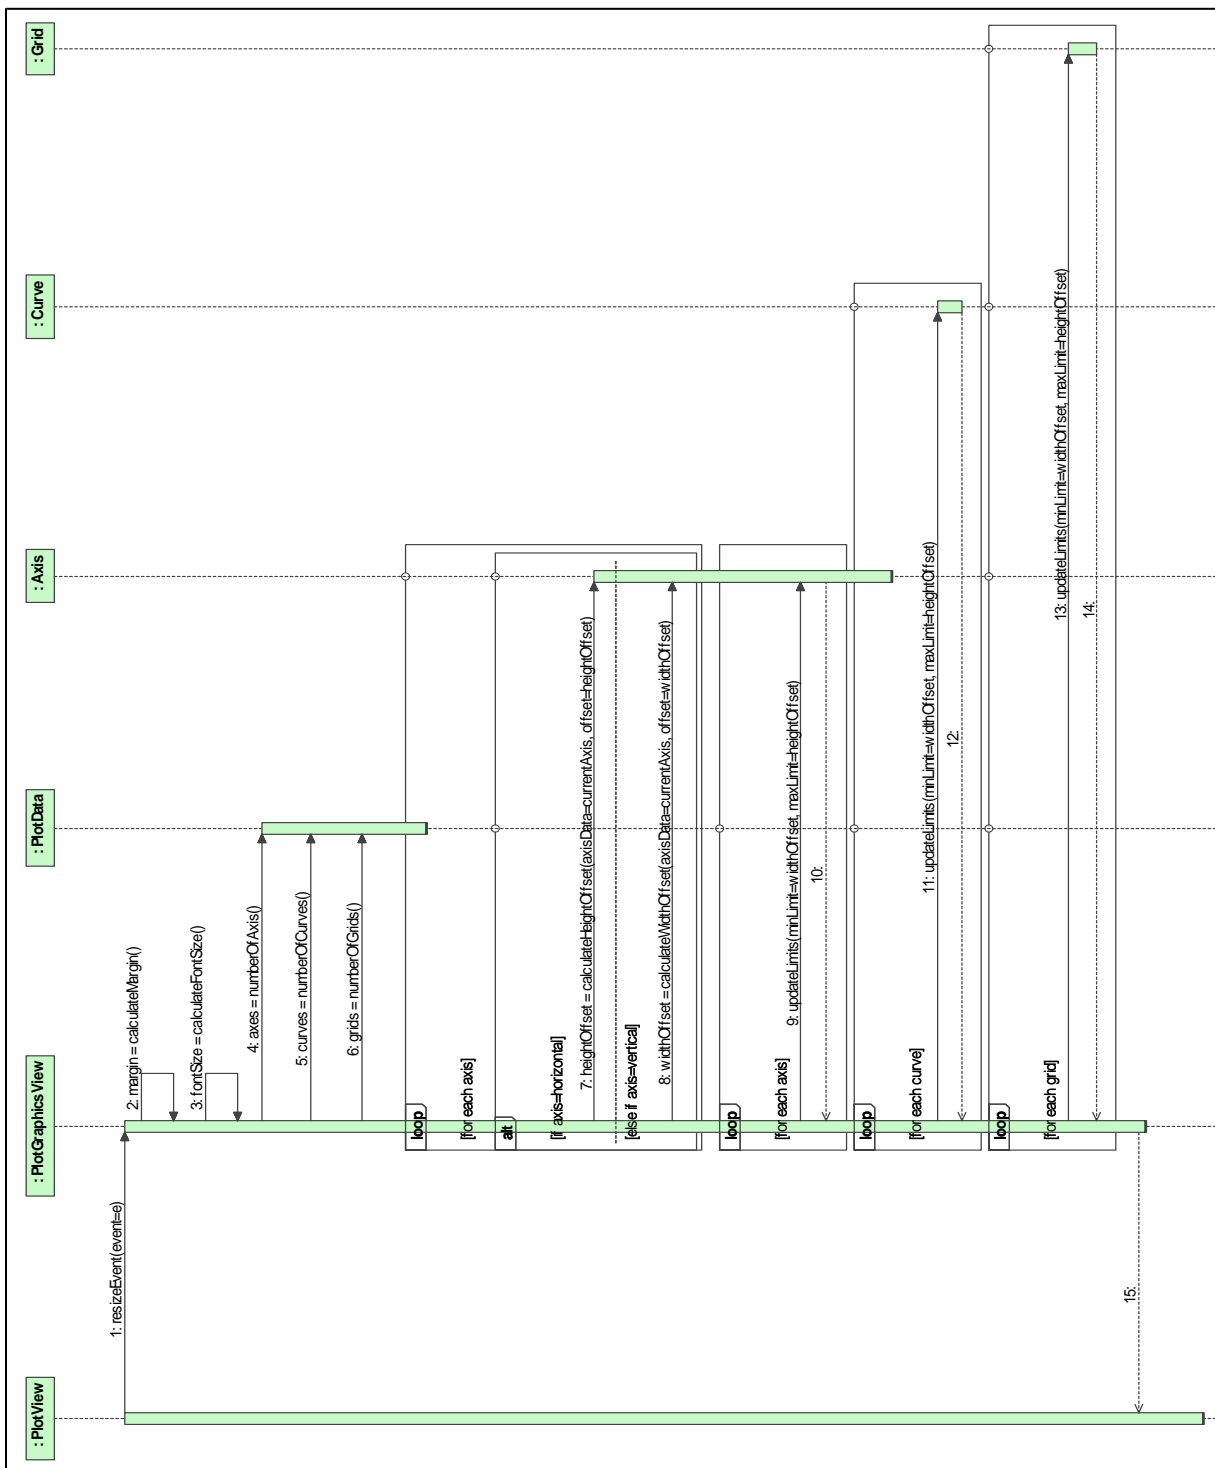 : PlotView
: PlotGraphicsView
: PlotData
: Axis
: Curve
: Grid
1: resizeEvent(event=e)
2: margin = calculateMargin()
3: fontSize = calculateFontSize()
4: axes = numberOfAxis()
5: curves = numberOfCurves()
6: grids = numberOfGrids()
loop
[for each axis]
alt
[if axis=horizontal]
7: heightOffset = calculateHeightOffset(axisData=currentAxis, offset=heightOffset)
[else if axis=vertical]
8: widthOffset = calculateWidthOffset(axisData=currentAxis, offset=widthOffset)
loop
[for each axis]
9: updateLimits(minLimit=widthOffset, maxLimit=heightOffset)
10:
loop
[for each curve]
11: updateLimits(minLimit=widthOffset, maxLimit=heightOffset)
12:
loop
[for each grid]
13: updateLimits(minLimit=widthOffset, maxLimit=heightOffset)
14:
15: